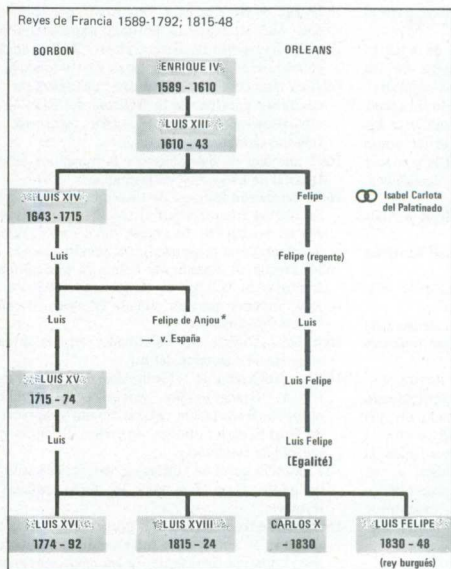 Reyes de Francia 1589-1792; 1815-48
BORBON ORLEANS
ENRIQUE IV
1589 - 1610
LUIS XIII
1610 - 43
LUIS XIV
1643 - 1715
Felipe
Isabel Carlota
del Palatinado
Luis
Felipe (regente)
Luis
Felipe de Anjou*
→ v. España
Luis
LUIS XV
1715 - 74
Luis Felipe
Luis
Luis Felipe
(Egalité)
LUIS XVI LUIS XVIII CARLOS X LUIS FELIPE
1774 - 92 1815 - 24 - 1830 1830 - 48
(rey burgués)